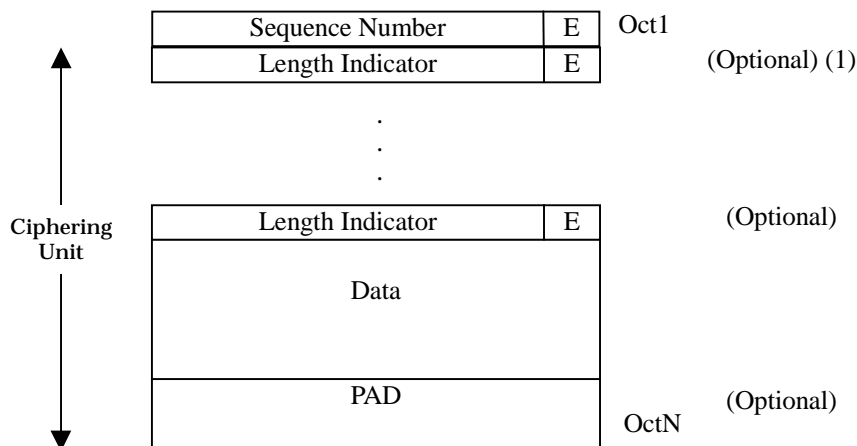 Sequence Number E Oct1
Length Indicator E (Optional) (1)
.
.
.
Length Indicator E (Optional)
Ciphering
Unit
Data
PAD (Optional)
OctN